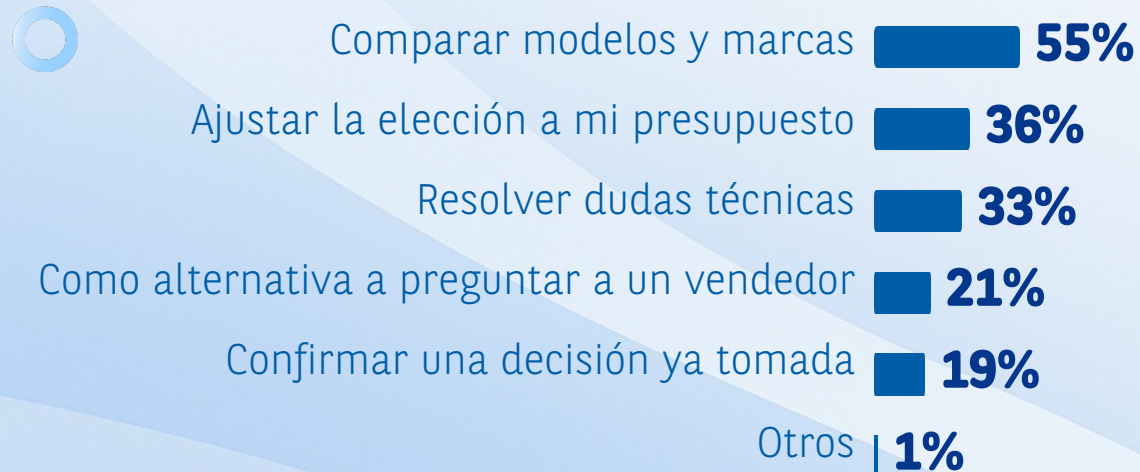 Comparar modelos y marcas 55%
Ajustar la elección a mi presupuesto 36%
Resolver dudas técnicas 33%
Como alternativa a preguntar a un vendedor 21%
Confirmar una decisión ya tomada 19%
Otros 1%